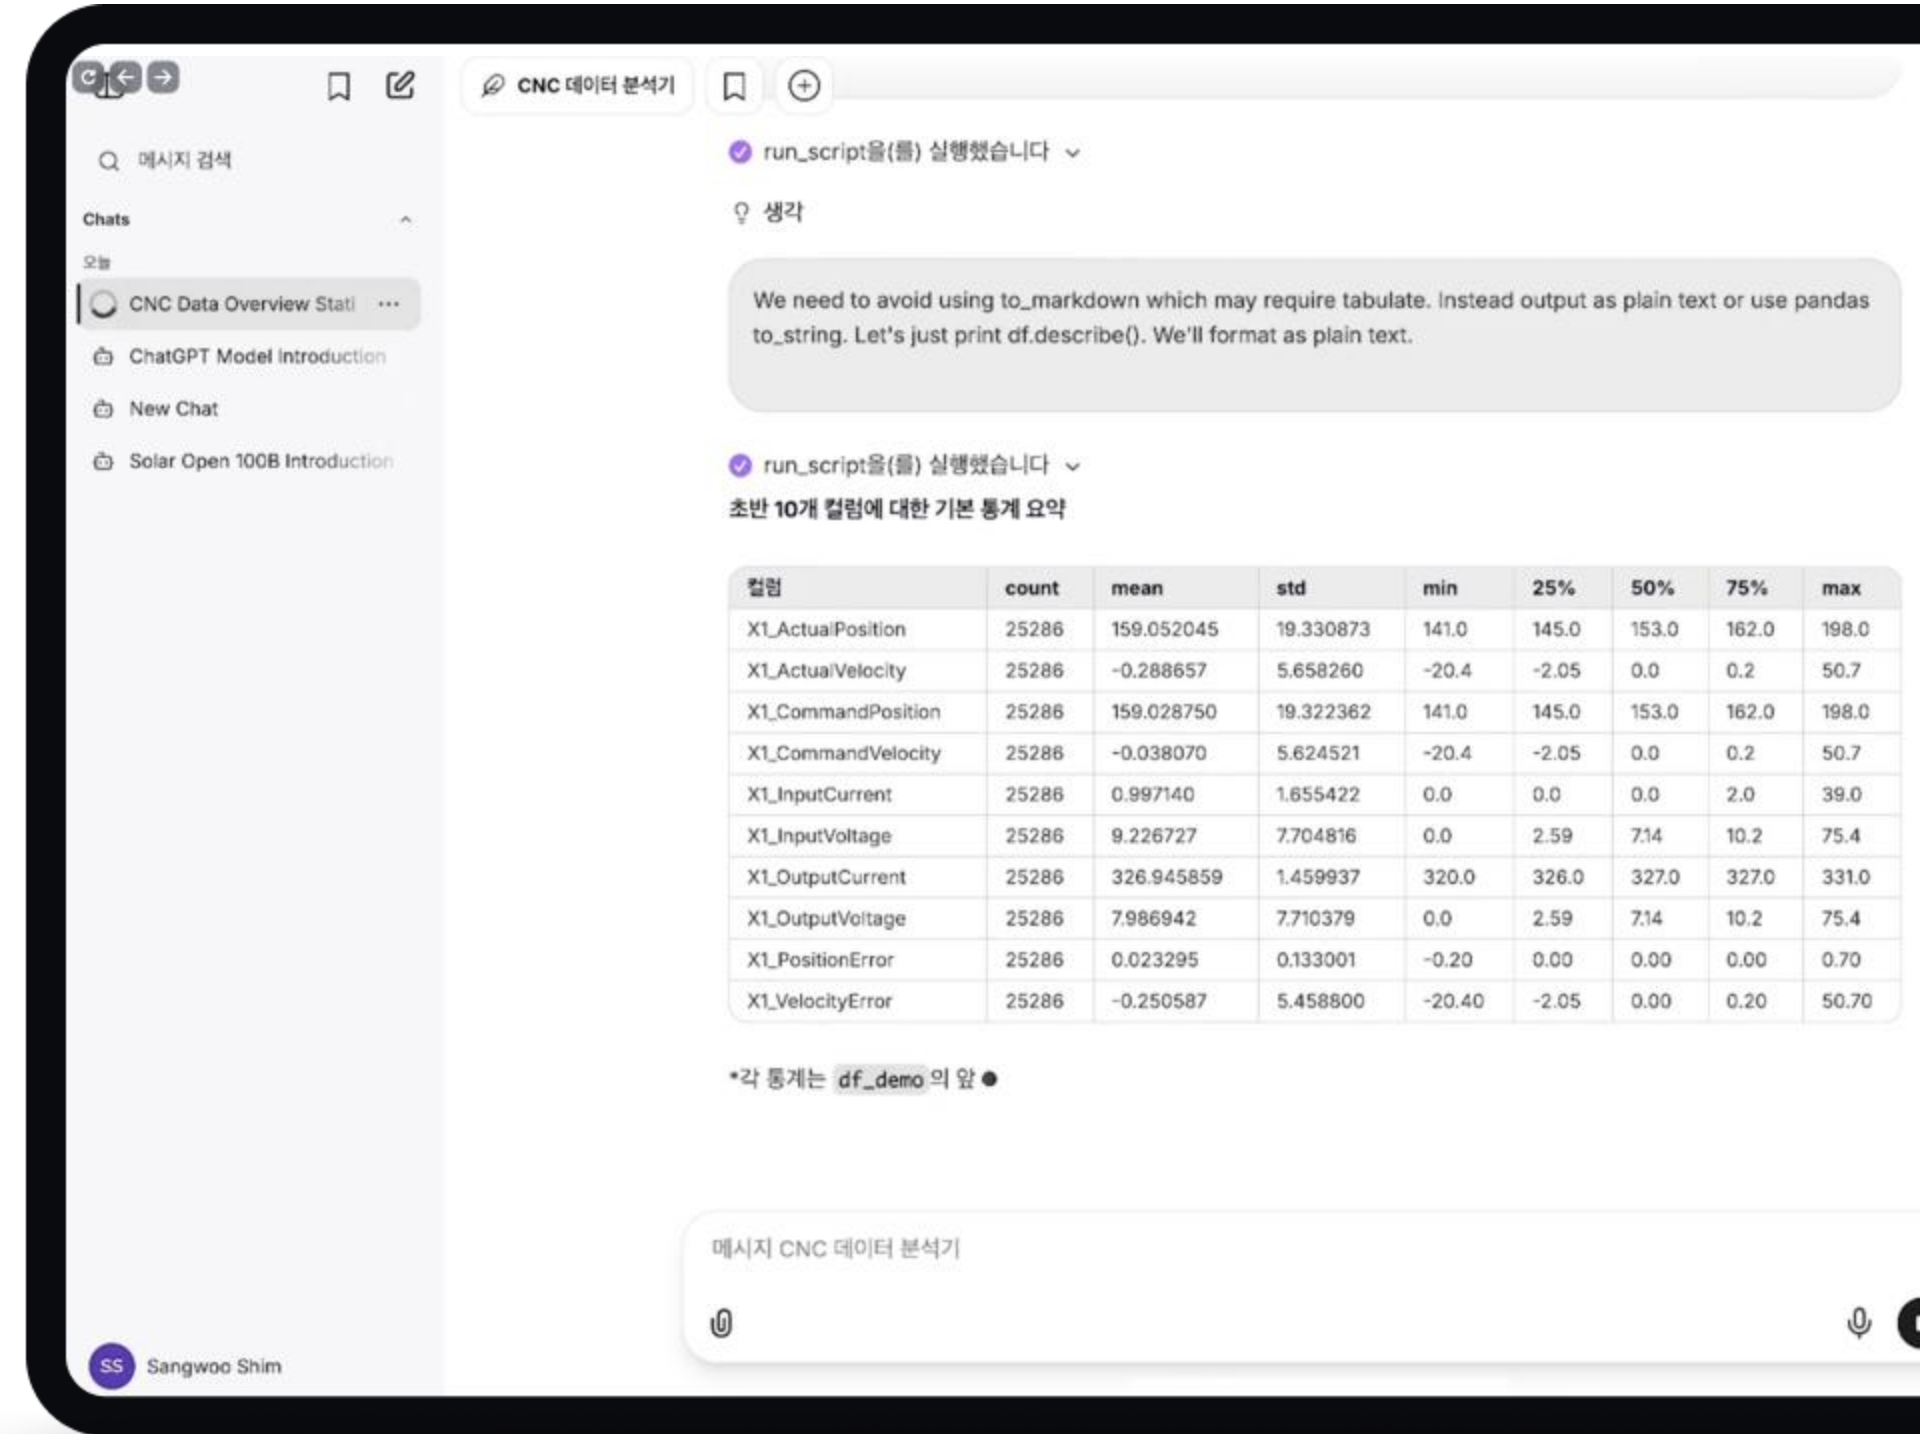 메시지 검색
Chats
오늘
CNC Data Overview Stati
ChatGPT Model Introduction
New Chat
Solar Open 100B Introduction
SS Sangwoo Shim
CNC 데이터 분석기
run_script을(를) 실행했습니다
생각
We need to avoid using to_markdown which may require tabulate. Instead output as plain text or use pandas
to_string. Let's just print df.describe(). We'll format as plain text.
run_script을(를) 실행했습니다
초반 10개 컬럼에 대한 기본 통계 요약
컬럼 count mean std min 25% 50% 75% max
X1_ActualPosition 25286 159.052045 19.330873 141.0 145.0 153.0 162.0 198.0
X1_ActualVelocity 25286 -0.288657 5.658260 -20.4 -2.05 0.0 0.2 50.7
X1_CommandPosition 25286 159.028750 19.322362 141.0 145.0 153.0 162.0 198.0
X1_CommandVelocity 25286 -0.038070 5.624521 -20.4 -2.05 0.0 0.2 50.7
X1_InputCurrent 25286 0.997140 1.655422 0.0 0.0 0.0 2.0 39.0
X1_InputVoltage 25286 9.226727 7.704816 0.0 2.59 7.14 10.2 75.4
X1_OutputCurrent 25286 326.945859 1.459937 320.0 326.0 327.0 327.0 331.0
X1_OutputVoltage 25286 7.986942 7.710379 0.0 2.59 7.14 10.2 75.4
X1_PositionError 25286 0.023295 0.133001 -0.20 0.00 0.00 0.00 0.70
X1_VelocityError 25286 -0.250587 5.458800 -20.40 -2.05 0.00 0.20 50.70
*각 통계는 df_demo의 앞
메시지 CNC 데이터 분석기